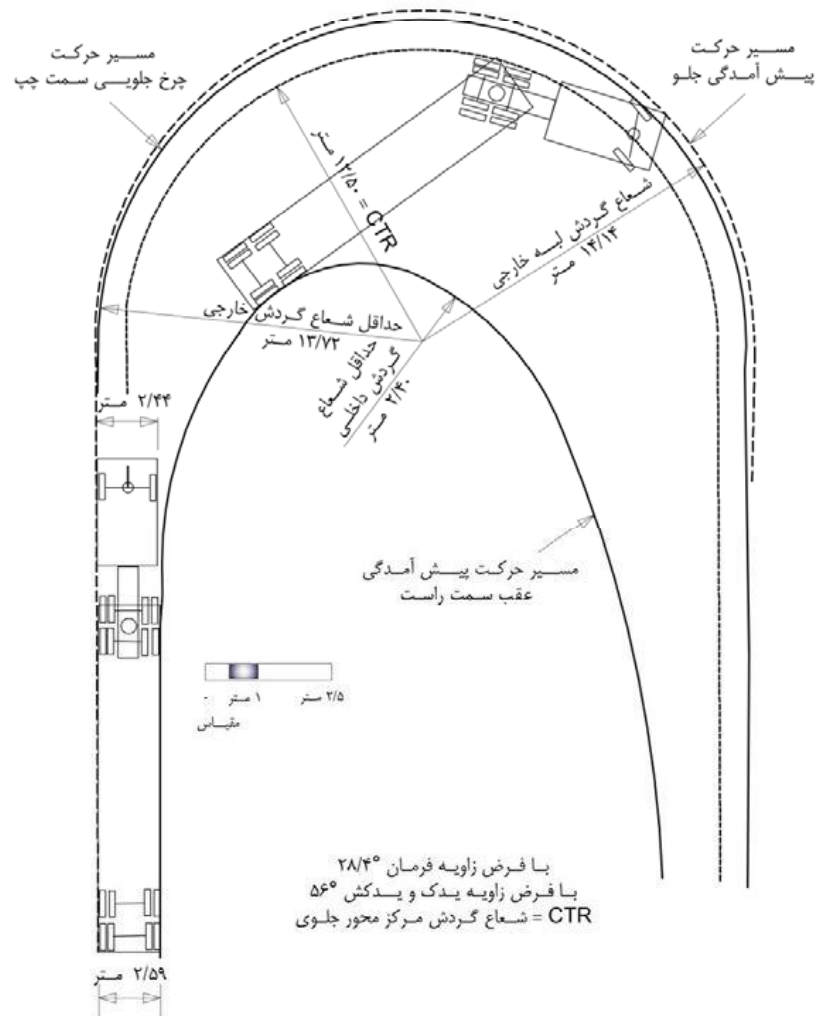 مسیر حرکت
چرخ جلویی سمت چپ
مسیر حرکت
پیش آمدگی جلو
۱۲/۵۰ متر = CTR
شعاع گردش لبه خارجی
۱۴/۱۴ متر
حداقل شعاع گردش خارجی
۱۳/۷۲ متر
حداقل شعاع
گردش داخلی
۲/۴۰ متر
۲/۴۴ متر
مسیر حرکت پیش آمدگی
عقب سمت راست
- ۱ متر ۲/۵ متر
مقیاس
با فرض زاویه فرمان ۲۸/۴°
با فرض زاویه یدک و یدکش ۵۶°
CTR = شعاع گردش مرکز محور جلوی
۲/۵۹ متر